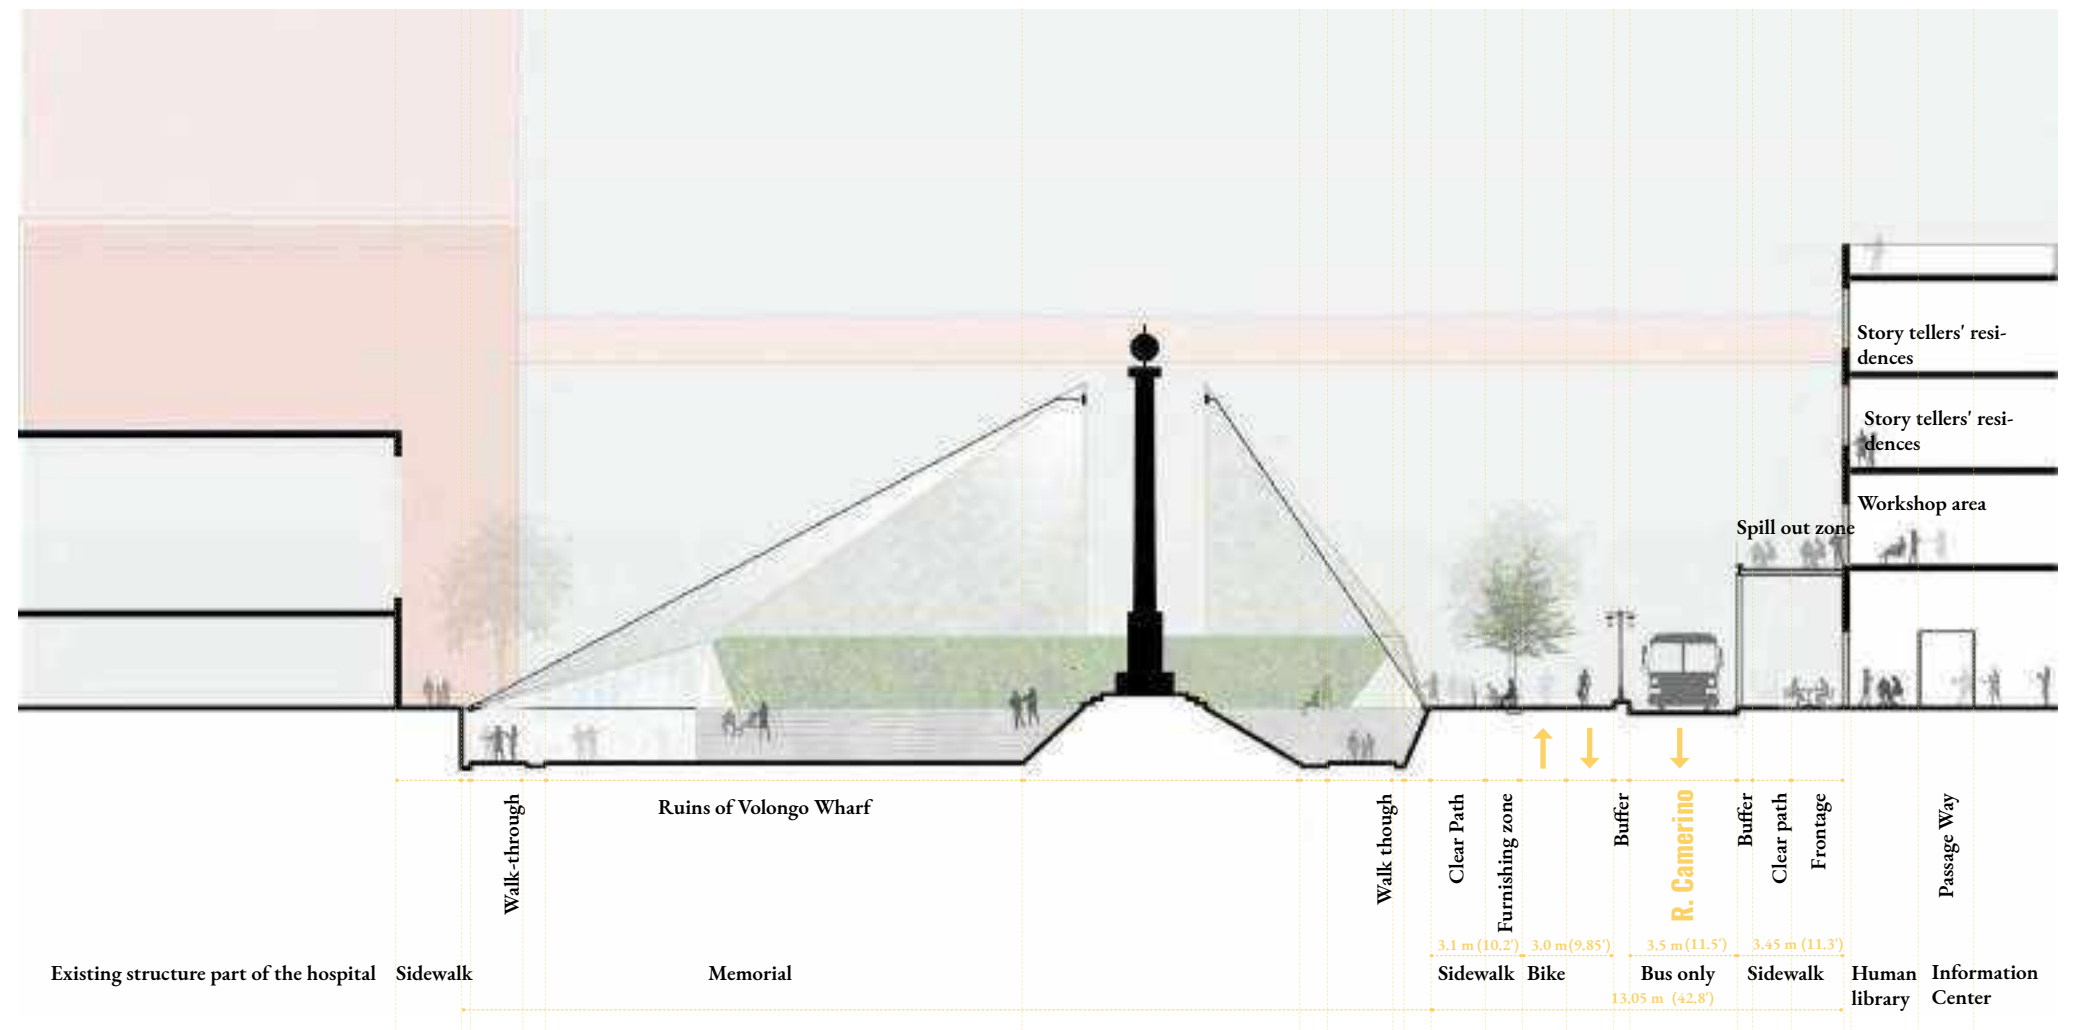 Story tellers' resi-
dences
Story tellers' resi-
dences
Workshop area
Spill out zone
Ruins of Volongo Wharf
Walk-through
Walk though
Clear Path
Furnishing zone
Buffer
R. Camerino
Buffer
Clear path
Frontage
Passage Way
3.1 m (10.2')
3.0 m (9.85')
3.5 m (11.5')
3.45 m (11.3')
Existing structure part of the hospital
Sidewalk
Memorial
Sidewalk
Bike
Bus only
Sidewalk
Human
library
Information
Center
13.05 m (42.8')